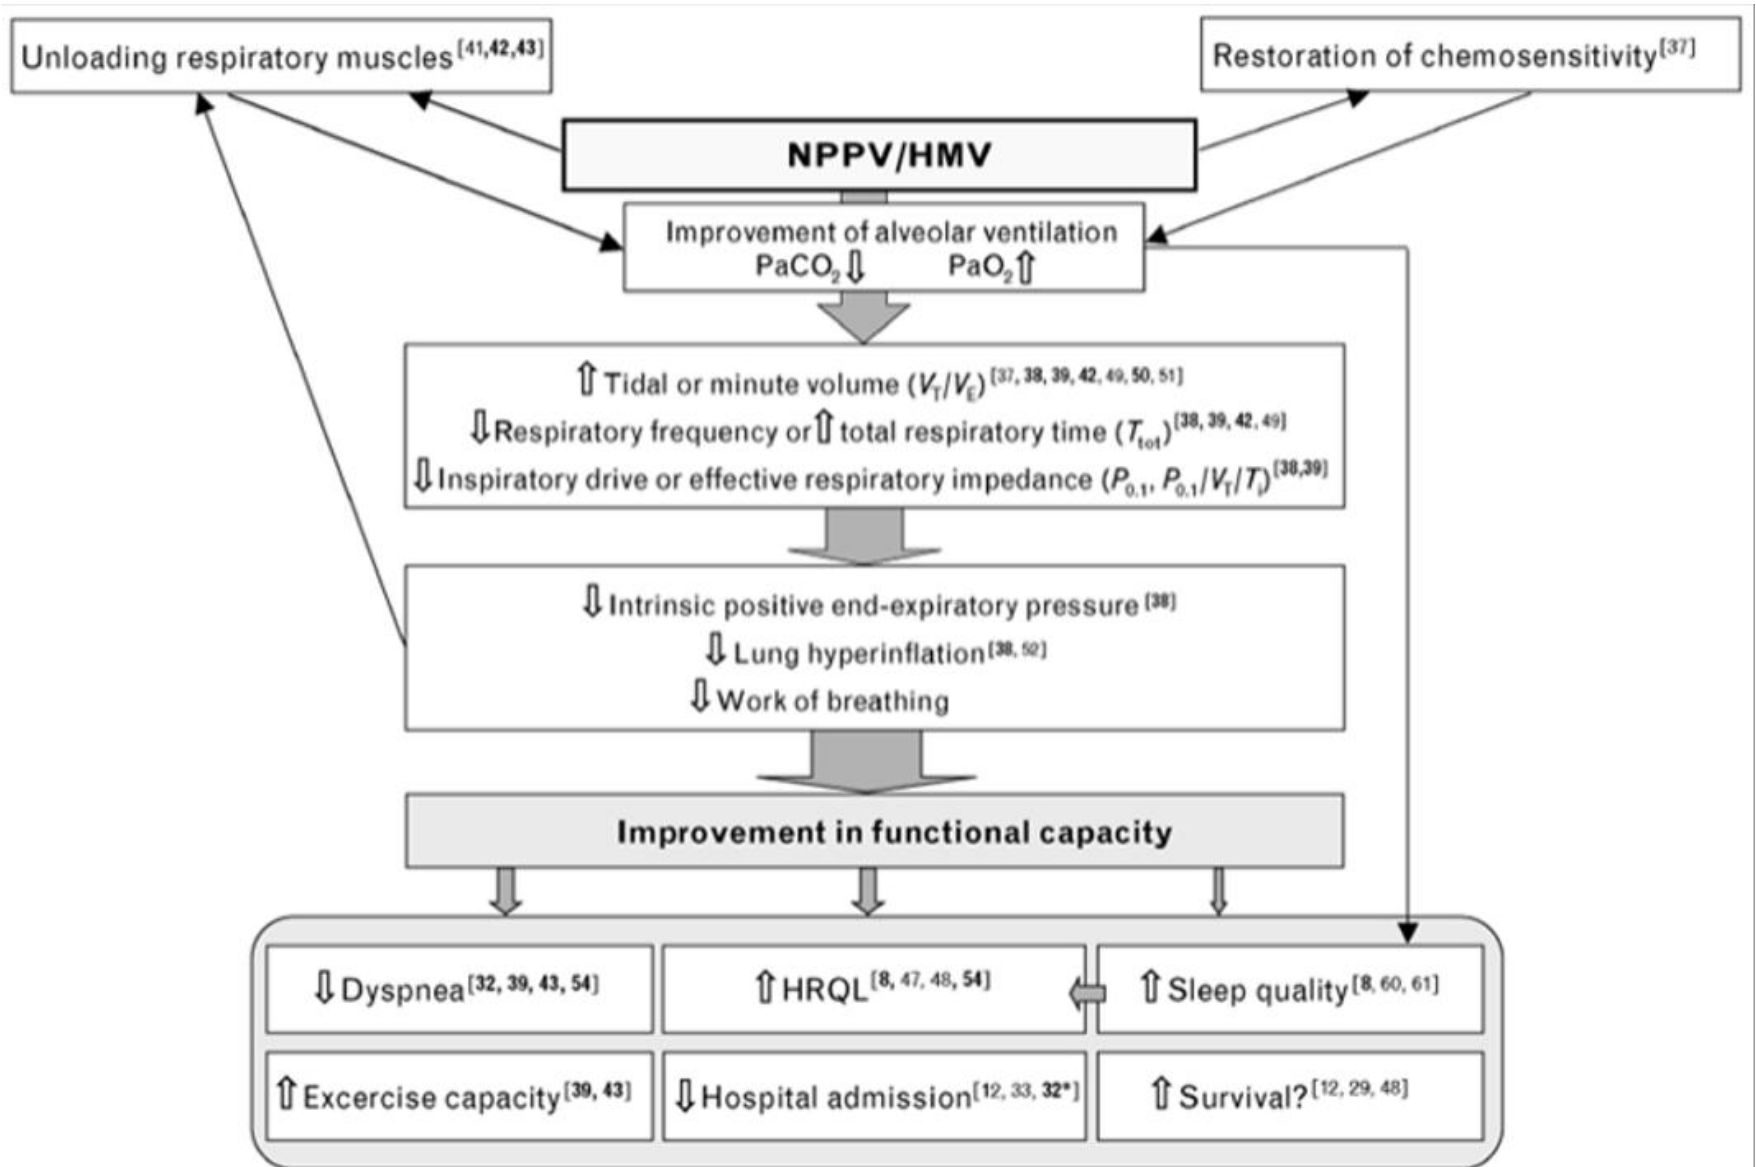 Unloading respiratory muscles[41,42,43]
Restoration of chemosensitivity[37]
NPPV/HMV
Improvement of alveolar ventilation
PaCO2⇩ PaO2⇧
⇧Tidal or minute volume (VT/VE)[37, 38, 39, 42, 49, 50, 51]
⇩Respiratory frequency or⇧total respiratory time (Ttot)[38, 39, 42, 49]
⇩Inspiratory drive or effective respiratory impedance (P0.1, P0.1/VT/Ti)[38,39]
⇩Intrinsic positive end-expiratory pressure[38]
⇩Lung hyperinflation[38, 52]
⇩Work of breathing
Improvement in functional capacity
⇩Dyspnea[32, 39, 43, 54]
⇧HRQL[8, 47, 48, 54]
⇧Sleep quality[8, 60, 61]
⇧Excercise capacity[39, 43]
⇩Hospital admission[12, 33, 32*]
⇧Survival?[12, 29, 48]